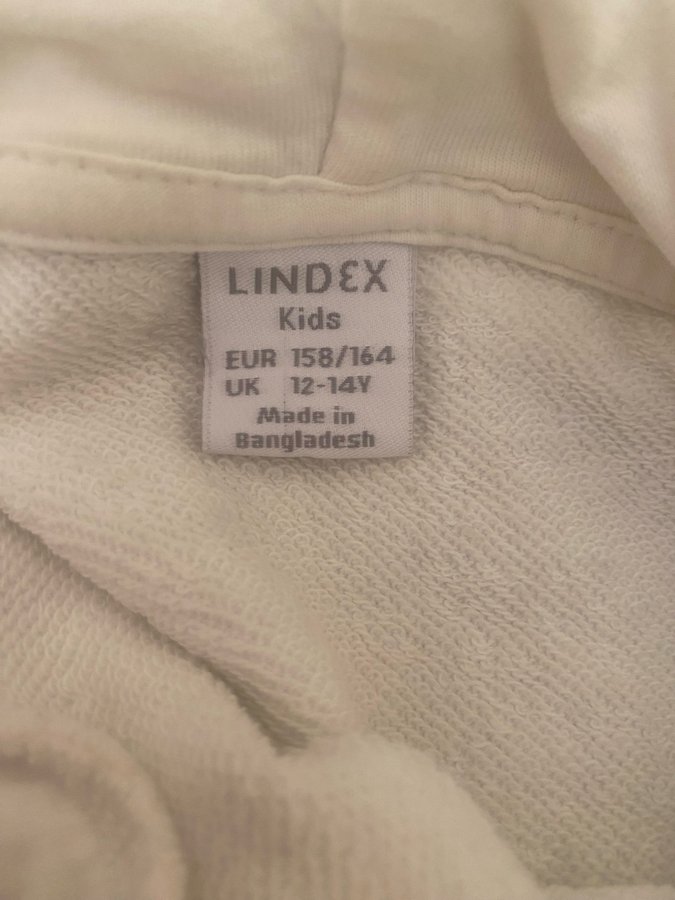 LINDEX
Kids
EUR 158/164
UK 12-14Y
Made in
Bangladesh